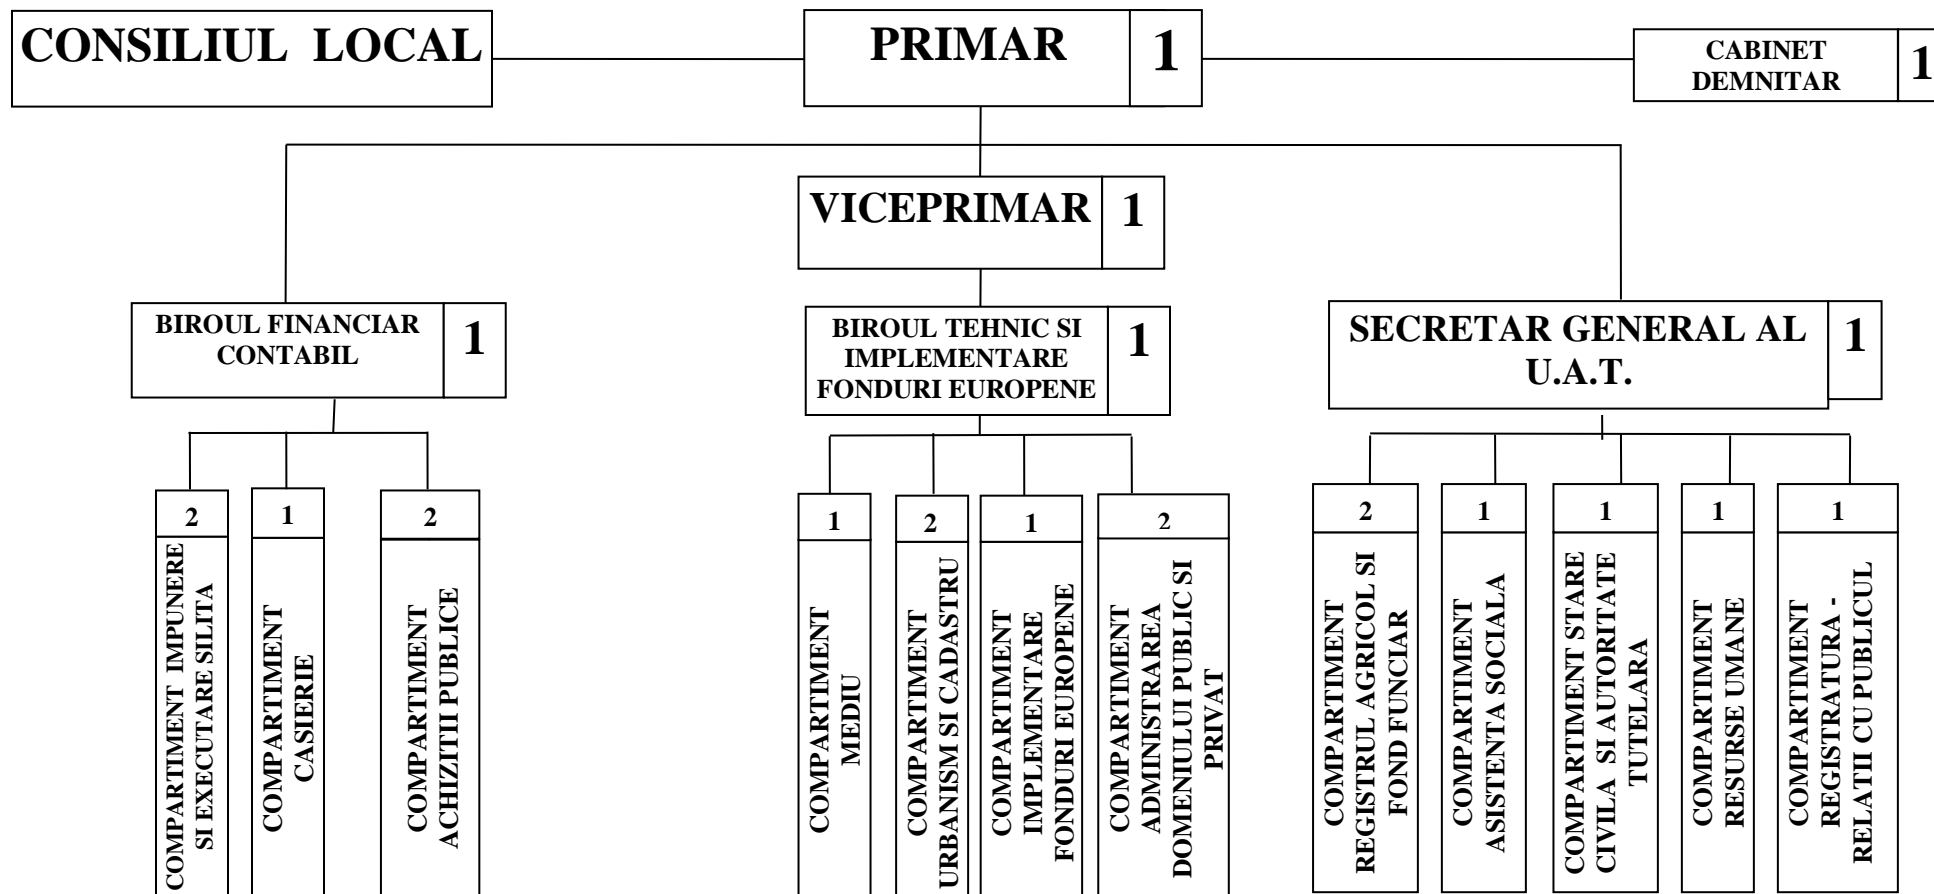 CONSILIUL LOCAL
PRIMAR
1
CABINET
DEMNITAR
1
VICEPRIMAR
1
BIROUL FINANCIAR
CONTABIL
1
BIROUL TEHNIC SI
IMPLEMENTARE
FONDURI EUROPENE
1
SECRETAR GENERAL AL
U.A.T.
1
2
COMPARTIMENT IMPUNERE
SI EXECUTARE SILITA
1
COMPARTIMENT
CASIERIE
2
COMPARTIMENT
ACHIZITII PUBLICE
1
COMPARTIMENT
MEDIU
2
COMPARTIMENT
URBANISM SI CADASTRU
1
COMPARTIMENT
IMPLEMENTARE
FONDURI EUROPENE
2
COMPARTIMENT
ADMINISTRAREA
DOMENIULUI PUBLIC SI
PRIVAT
2
COMPARTIMENT
REGISTRUL AGRICOL SI
FOND FUNCIAR
1
COMPARTIMENT
ASISTENTA SOCIALA
1
COMPARTIMENT STARE
CIVILA SI AUTORITATE
TUTELARA
1
COMPARTIMENT
RESURSE UMANE
1
COMPARTIMENT
REGISTRATURA -
RELATII CU PUBLICUL